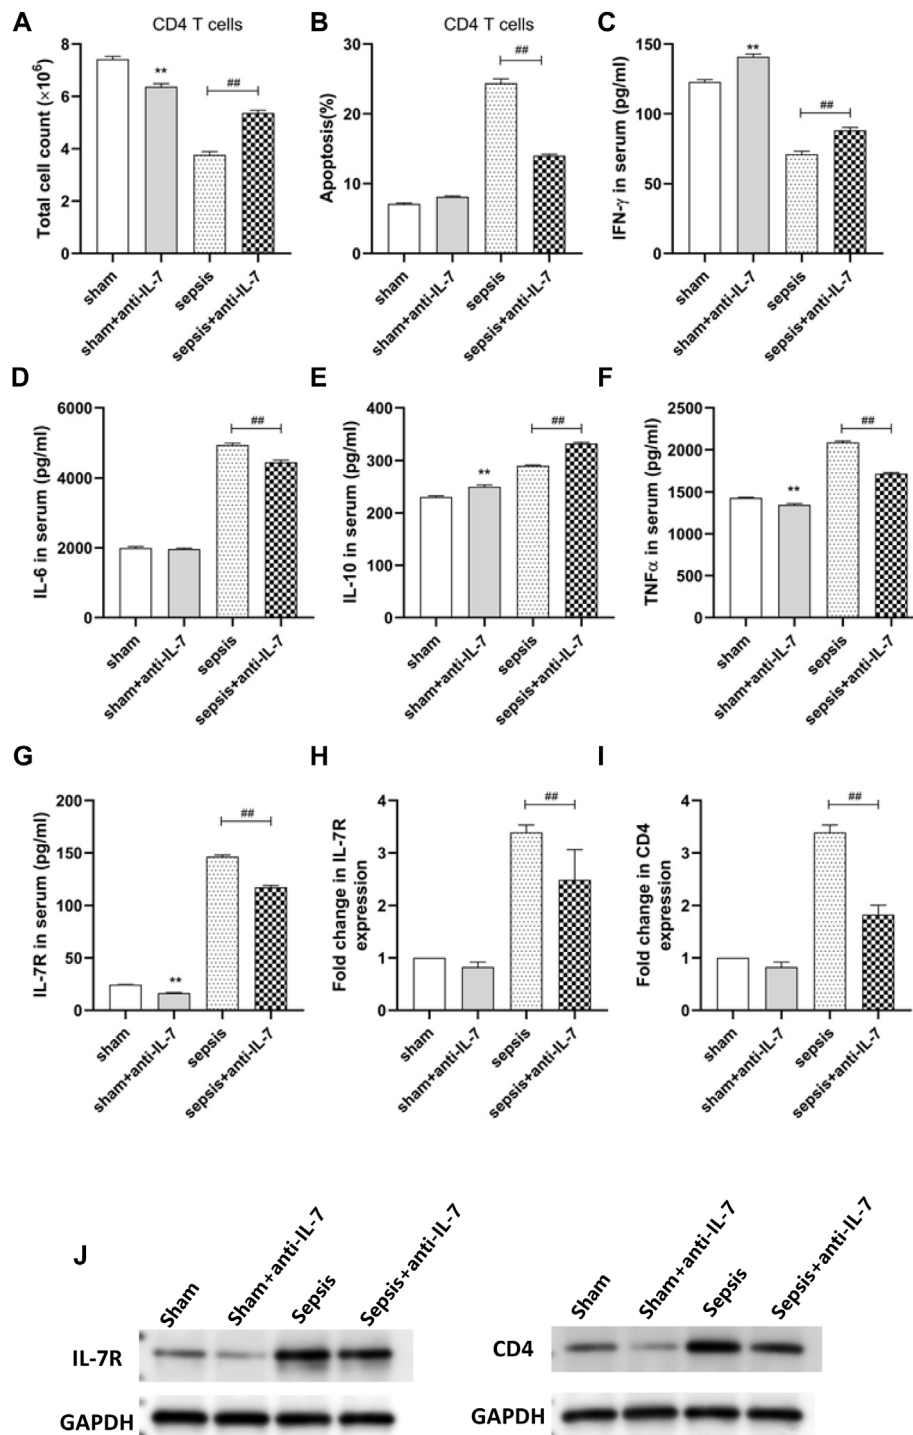 A
CD4 T cells
Total cell count (×10⁶)
8
6
4
2
0
**
##
sham
sham+anti-IL-7
sepsis
sepsis+anti-IL-7
B
CD4 T cells
Apoptosis(%)
30
20
10
0
##
sham
sham+anti-IL-7
sepsis
sepsis+anti-IL-7
C
IFN-γ in serum (pg/ml)
150
100
50
0
**
##
sham
sham+anti-IL-7
sepsis
sepsis+anti-IL-7
D
IL-6 in serum (pg/ml)
6000
4000
2000
0
##
sham
sham+anti-IL-7
sepsis
sepsis+anti-IL-7
E
IL-10 in serum (pg/ml)
400
300
200
100
0
**
##
sham
sham+anti-IL-7
sepsis
sepsis+anti-IL-7
F
TNFα in serum (pg/ml)
2500
2000
1500
1000
500
0
**
##
sham
sham+anti-IL-7
sepsis
sepsis+anti-IL-7
G
IL-7R in serum (pg/ml)
200
150
100
50
0
**
##
sham
sham+anti-IL-7
sepsis
sepsis+anti-IL-7
H
Fold change in IL-7R
expression
4
3
2
1
0
##
sham
sham+anti-IL-7
sepsis
sepsis+anti-IL-7
I
Fold change in CD4
expression
4
3
2
1
0
##
sham
sham+anti-IL-7
sepsis
sepsis+anti-IL-7
J
Sham
Sham+anti-IL-7
Sepsis
Sepsis+anti-IL-7
IL-7R
GAPDH
Sham
Sham+anti-IL-7
Sepsis
Sepsis+anti-IL-7
CD4
GAPDH